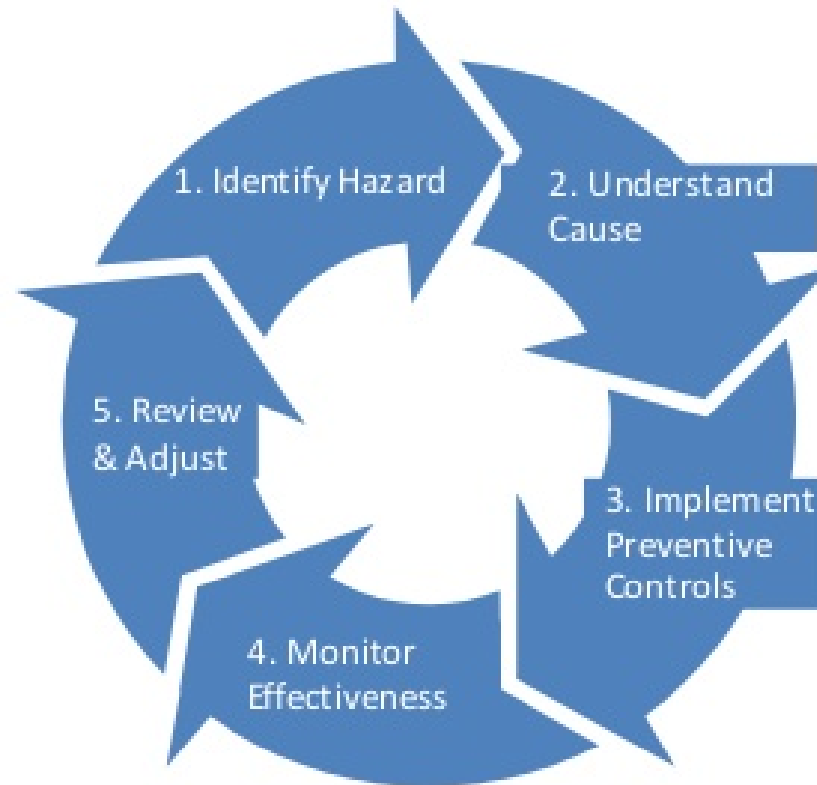 1. Identify Hazard
2. Understand
Cause
3. Implement
Preventive
Controls
4. Monitor
Effectiveness
5. Review
& Adjust